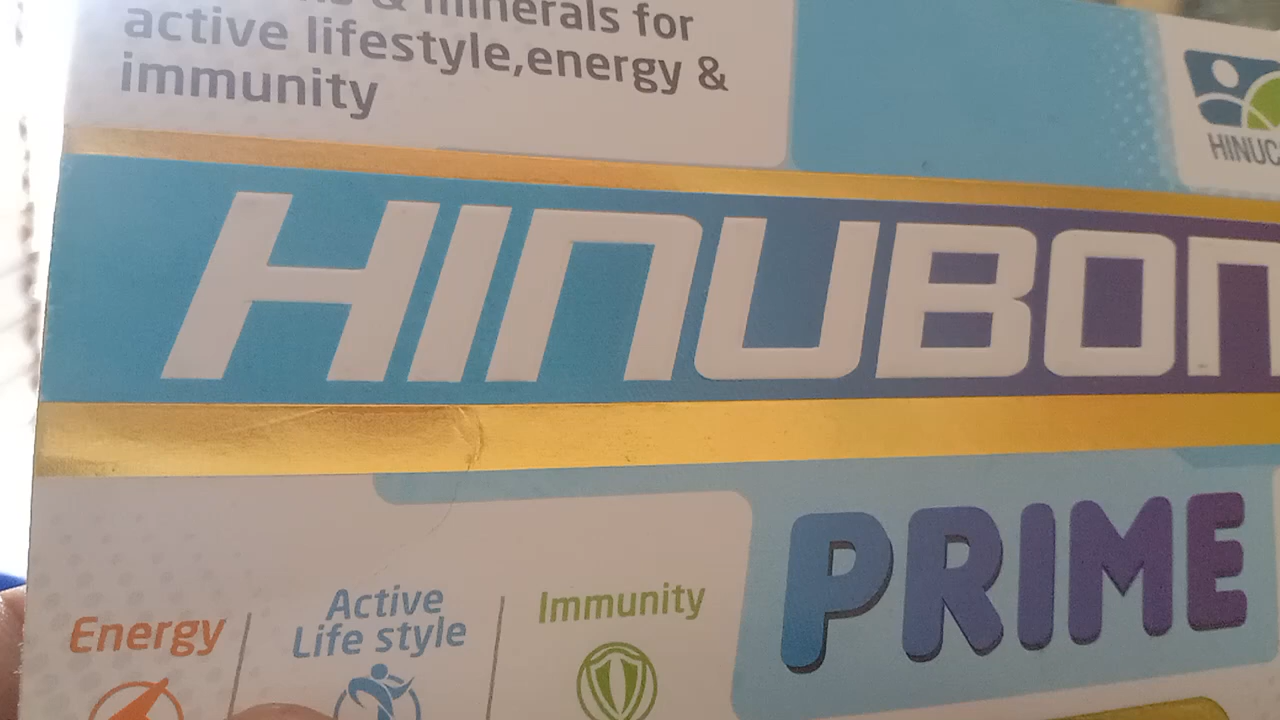 & minerals for
active lifestyle,energy &
immunity
HINUC
HINUBON
PRIME
Energy
Active
Life style
Immunity